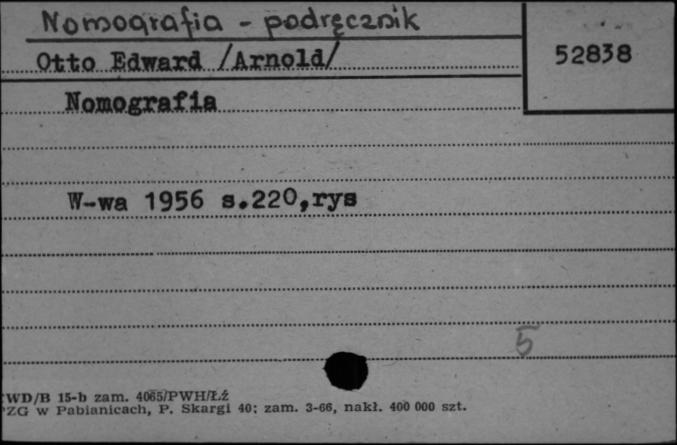 Nomografia - podręcznik
Otto Edward /Arnold/
52838
Nomografia
W-wa 1956 s.220,rys
5
WD/B 15-b zam. 4065/PWH/Łź
PZG w Pabianicach, P. Skargi 40; zam. 3-66, nakł. 400 000 szt.